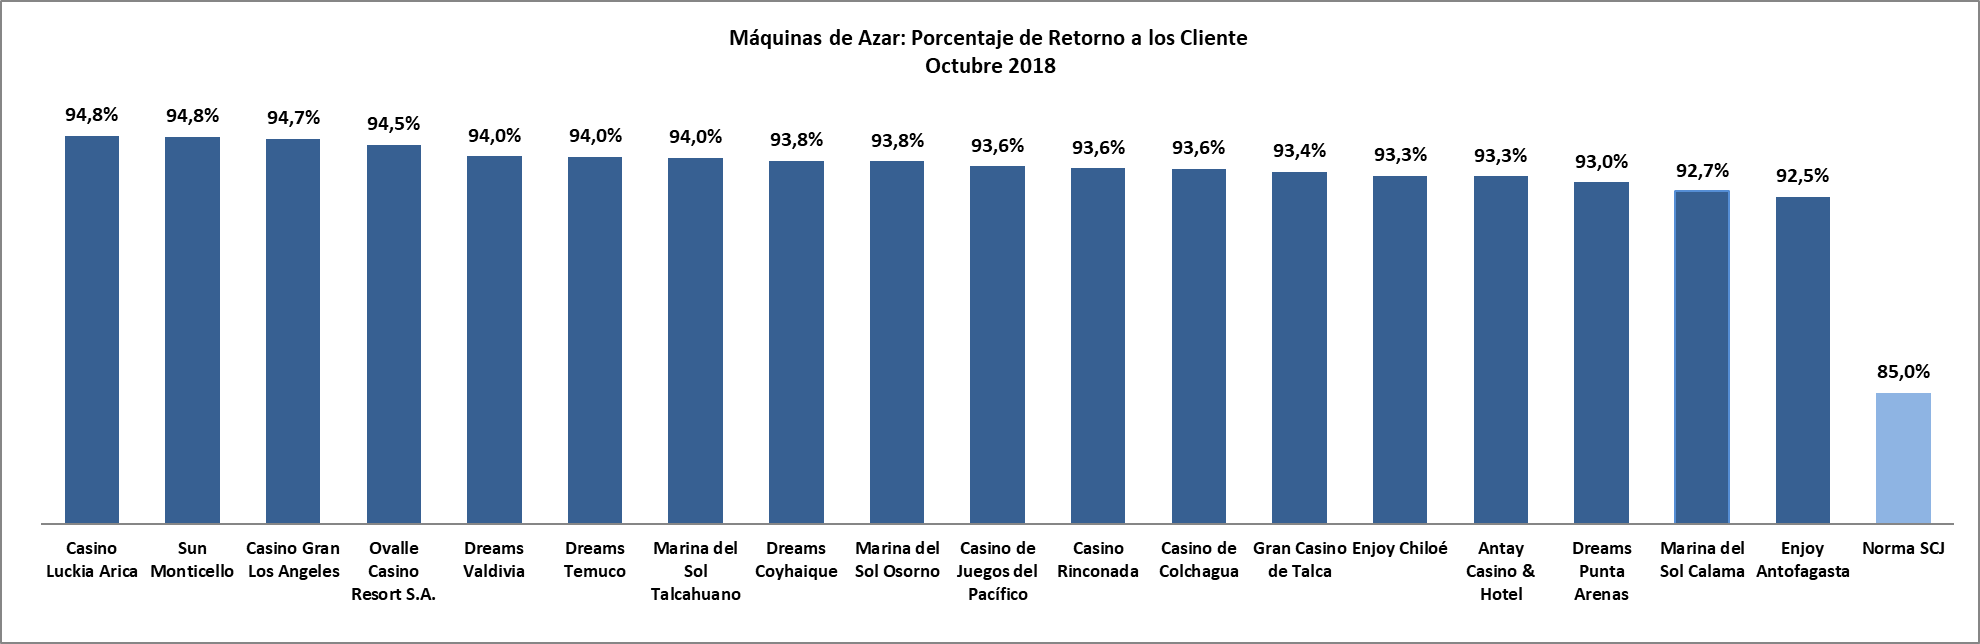 Máquinas de Azar: Porcentaje de Retorno a los Cliente
Octubre 2018
94,8%
94,8%
94,7%
94,5%
94,0%
94,0%
94,0%
93,8%
93,8%
93,6%
93,6%
93,6%
93,4%
93,3%
93,3%
93,0%
92,7%
92,5%
85,0%
Casino
Luckia Arica
Sun
Monticello
Casino Gran
Los Angeles
Ovalle
Casino
Resort S.A.
Dreams
Valdivia
Dreams
Temuco
Marina del
Sol
Talcahuano
Dreams
Coyhaique
Marina del
Sol Osorno
Casino de
Juegos del
Pacífico
Casino
Rinconada
Casino de
Colchagua
Gran Casino
de Talca
Enjoy Chiloé
Antay
Casino &
Hotel
Dreams
Punta
Arenas
Marina del
Sol Calama
Enjoy
Antofagasta
Norma SCJ